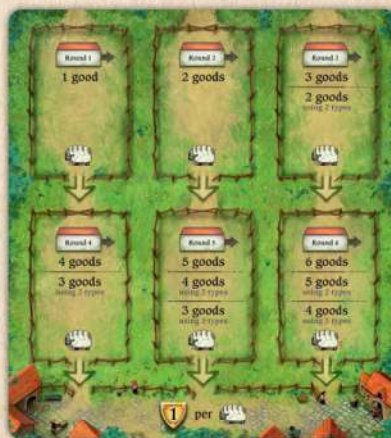 Round 1
1 good
Round 2
2 goods
Round 3
3 goods
2 goods
using 2 types
Round 4
4 goods
3 goods
using 2 types
Round 5
5 goods
4 goods
using 2 types
3 goods
using 3 types
Round 6
6 goods
5 goods
using 2 types
4 goods
using 3 types
1 per